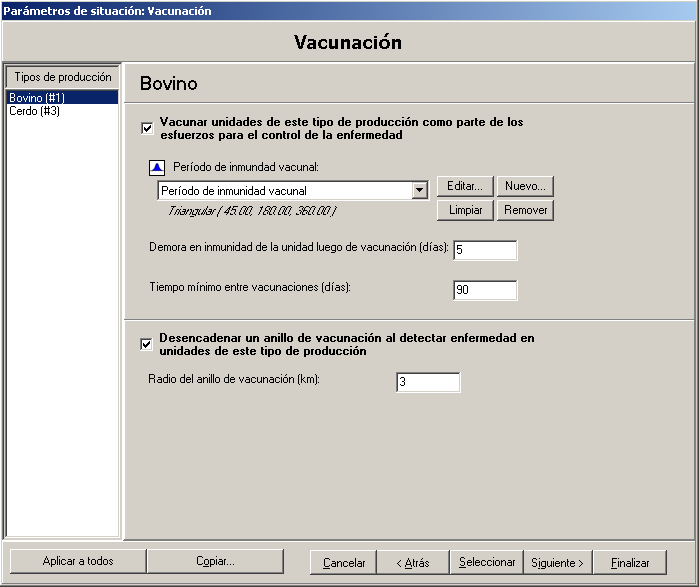 Parámetros de situación: Vacunación
Vacunación
Tipos de producción
Bovino (#1)
Cerdo (#3)
Bovino
Vacunar unidades de este tipo de producción como parte de los
esfuerzos para el control de la enfermedad
Período de inmundad vacunal:
Período de inmunidad vacunal
Editar...
Nuevo...
Triangular ( 45.00, 180.00, 360.00 )
Limpiar
Remover
Demora en inmunidad de la unidad luego de vacunación (días):
5
Tiempo mínimo entre vacunaciones (días):
90
Desencadenar un anillo de vacunación al detectar enfermedad en
unidades de este tipo de producción
Radio del anillo de vacunación (km):
3
Aplicar a todos
Copiar...
Cancelar
< Atrás
Seleccionar
Siguiente >
Finalizar